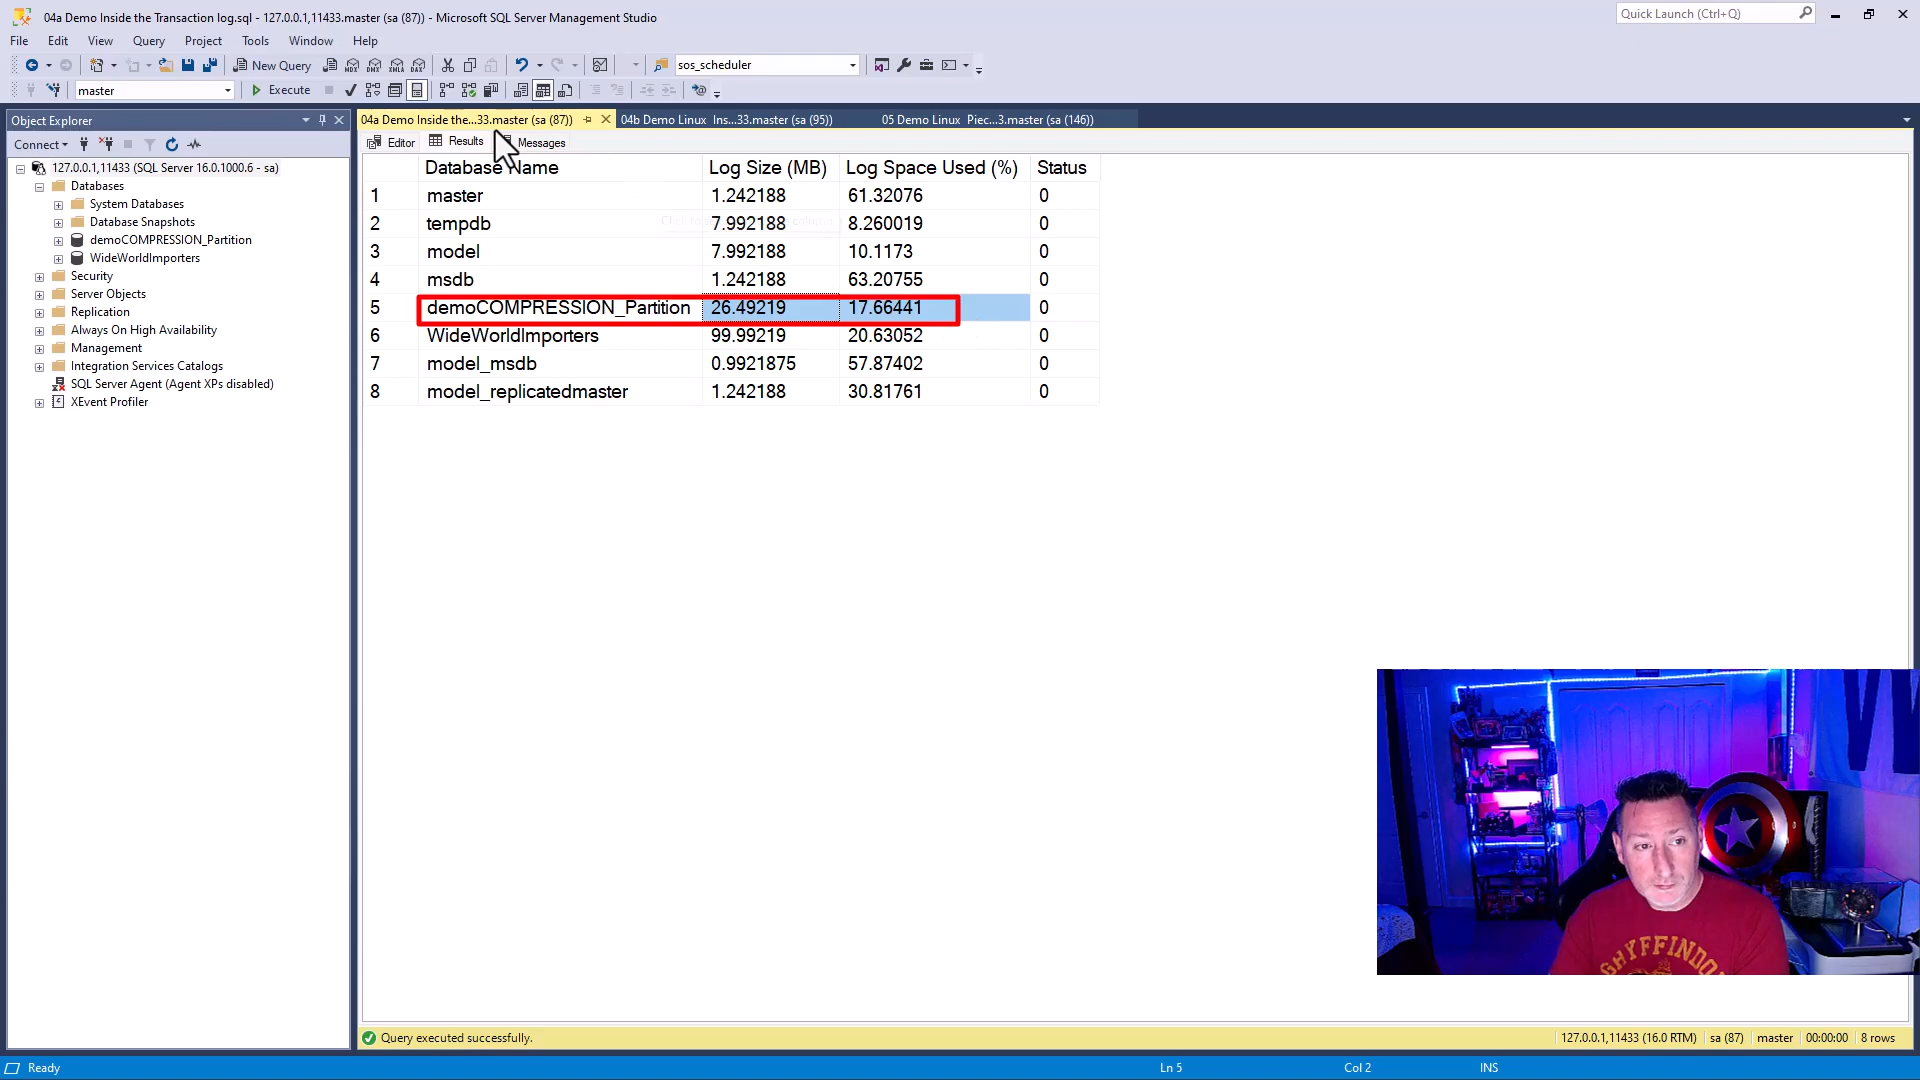 04a Demo Inside the Transaction log.sql - 127.0.0.1,11433.master (sa (87)) - Microsoft SQL Server Management Studio
Quick Launch (Ctrl+Q)
File Edit View Query Project Tools Window Help
New Query MDX DMX XMLA DAX sos_scheduler
master Execute
Object Explorer
Connect
127.0.0.1,11433 (SQL Server 16.0.1000.6 - sa)
Databases
System Databases
Database Snapshots
demoCOMPRESSION_Partition
WideWorldImporters
Security
Server Objects
Replication
Always On High Availability
Management
Integration Services Catalogs
SQL Server Agent (Agent XPs disabled)
XEvent Profiler
04a Demo Inside the...33.master (sa (87)) 04b Demo Linux Ins...33.master (sa (95)) 05 Demo Linux Piec...3.master (sa (146))
Editor Results Messages
Database Name Log Size (MB) Log Space Used (%) Status
1 master 1.242188 61.32076 0
2 tempdb 7.992188 8.260019 0
3 model 7.992188 10.1173 0
4 msdb 1.242188 63.20755 0
5 demoCOMPRESSION_Partition 26.49219 17.66441 0
6 WideWorldImporters 99.99219 20.63052 0
7 model_msdb 0.9921875 57.87402 0
8 model_replicatedmaster 1.242188 30.81761 0
GHYFFINDO
Query executed successfully. 127.0.0.1,11433 (16.0 RTM) sa (87) master 00:00:00 8 rows
Ready Ln 5 Col 2 INS